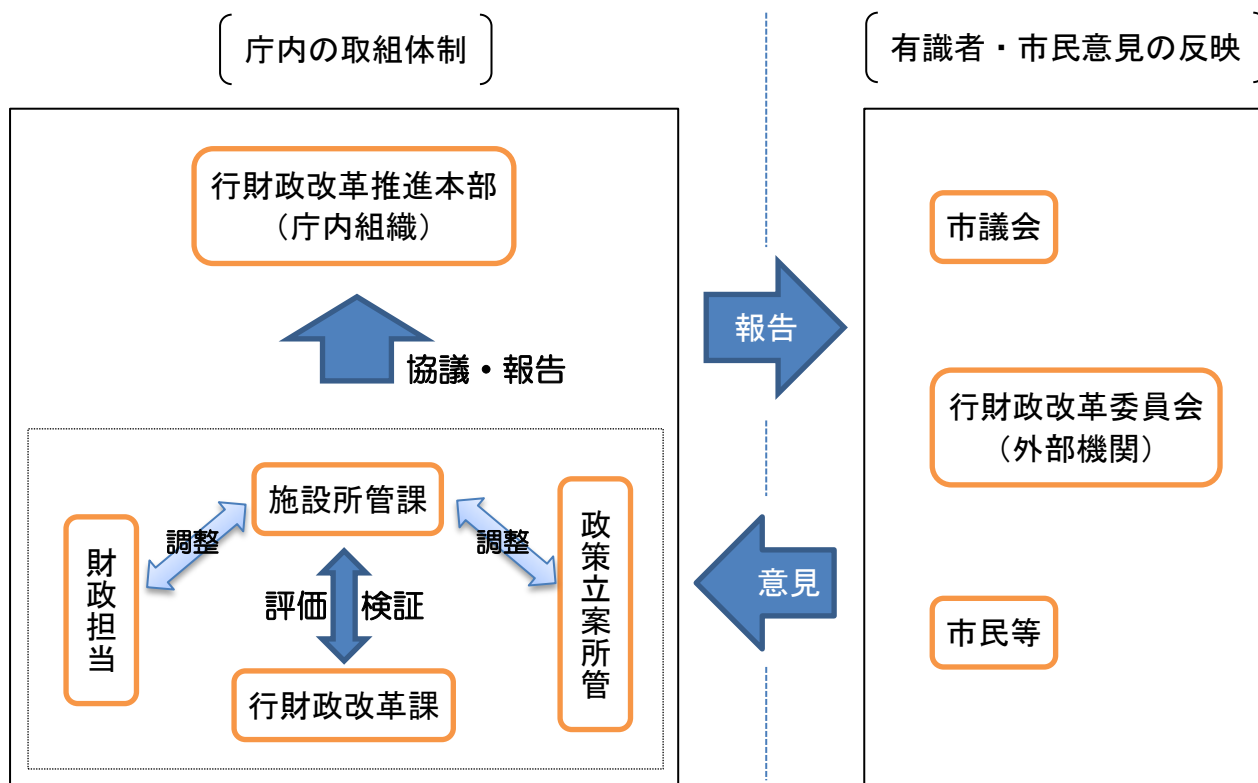 庁内の取組体制
有識者・市民意見の反映
行財政改革推進本部
（庁内組織）
協議・報告
施設所管課
調整
調整
財政担当
政策立案所管
評価
検証
行財政改革課
報告
意見
市議会
行財政改革委員会
（外部機関）
市民等